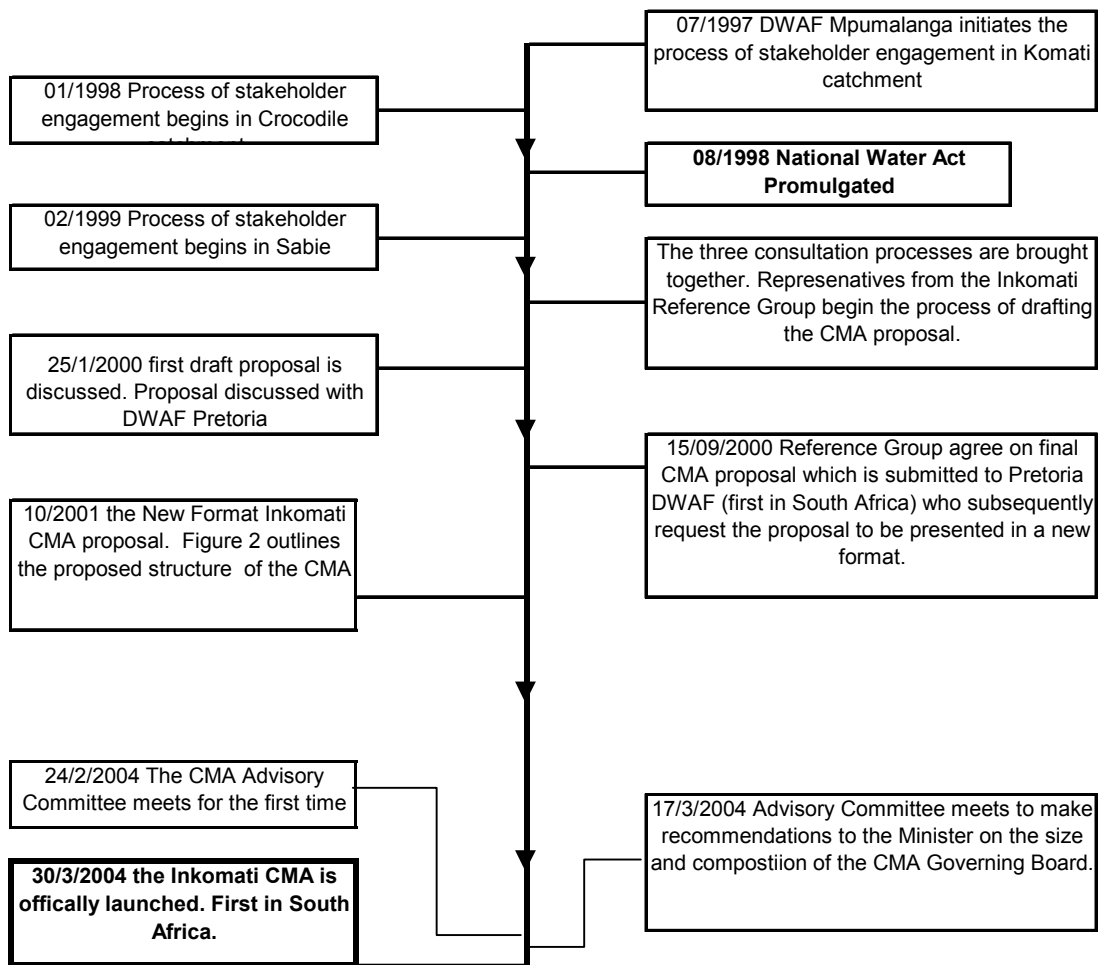 07/1997 DWAF Mpumalanga initiates the
process of stakeholder engagement in Komati
catchment
01/1998 Process of stakeholder
engagement begins in Crocodile
08/1998 National Water Act
Promulgated
02/1999 Process of stakeholder
engagement begins in Sabie
The three consultation processes are brought
together. Represenatives from the Inkomati
Reference Group begin the process of drafting
the CMA proposal.
25/1/2000 first draft proposal is
discussed. Proposal discussed with
DWAF Pretoria
15/09/2000 Reference Group agree on final
CMA proposal which is submitted to Pretoria
DWAF (first in South Africa) who subsequently
request the proposal to be presented in a new
format.
10/2001 the New Format Inkomati
CMA proposal.  Figure 2 outlines
the proposed structure  of the CMA
24/2/2004 The CMA Advisory
Committee meets for the first time
17/3/2004 Advisory Committee meets to make
recommendations to the Minister on the size
and compostiion of the CMA Governing Board.
30/3/2004 the Inkomati CMA is
offically launched. First in South
Africa.